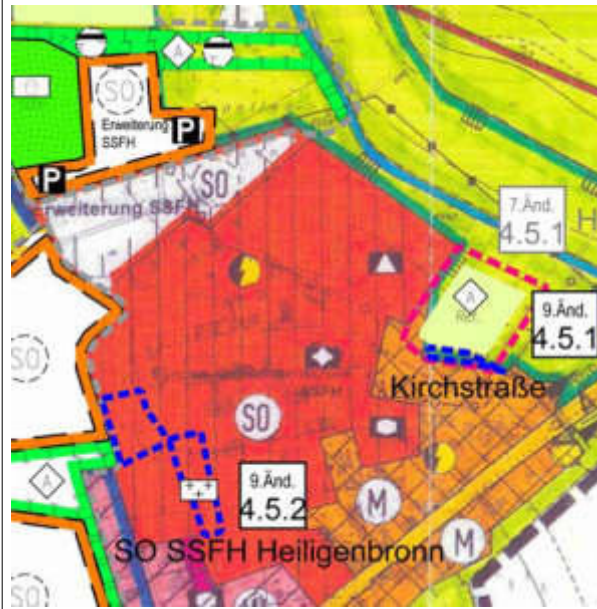 L
A
SO
Erweiterung
SSFH
P
P
SO
rweiterung SSFH
7.Änd.
4.5.1
H
A
9.Änd.
4.5.1
SO
Kirchstraße
SO
A
9.Änd.
4.5.2
M
SO SSFH Heiligenbronn
M
SO